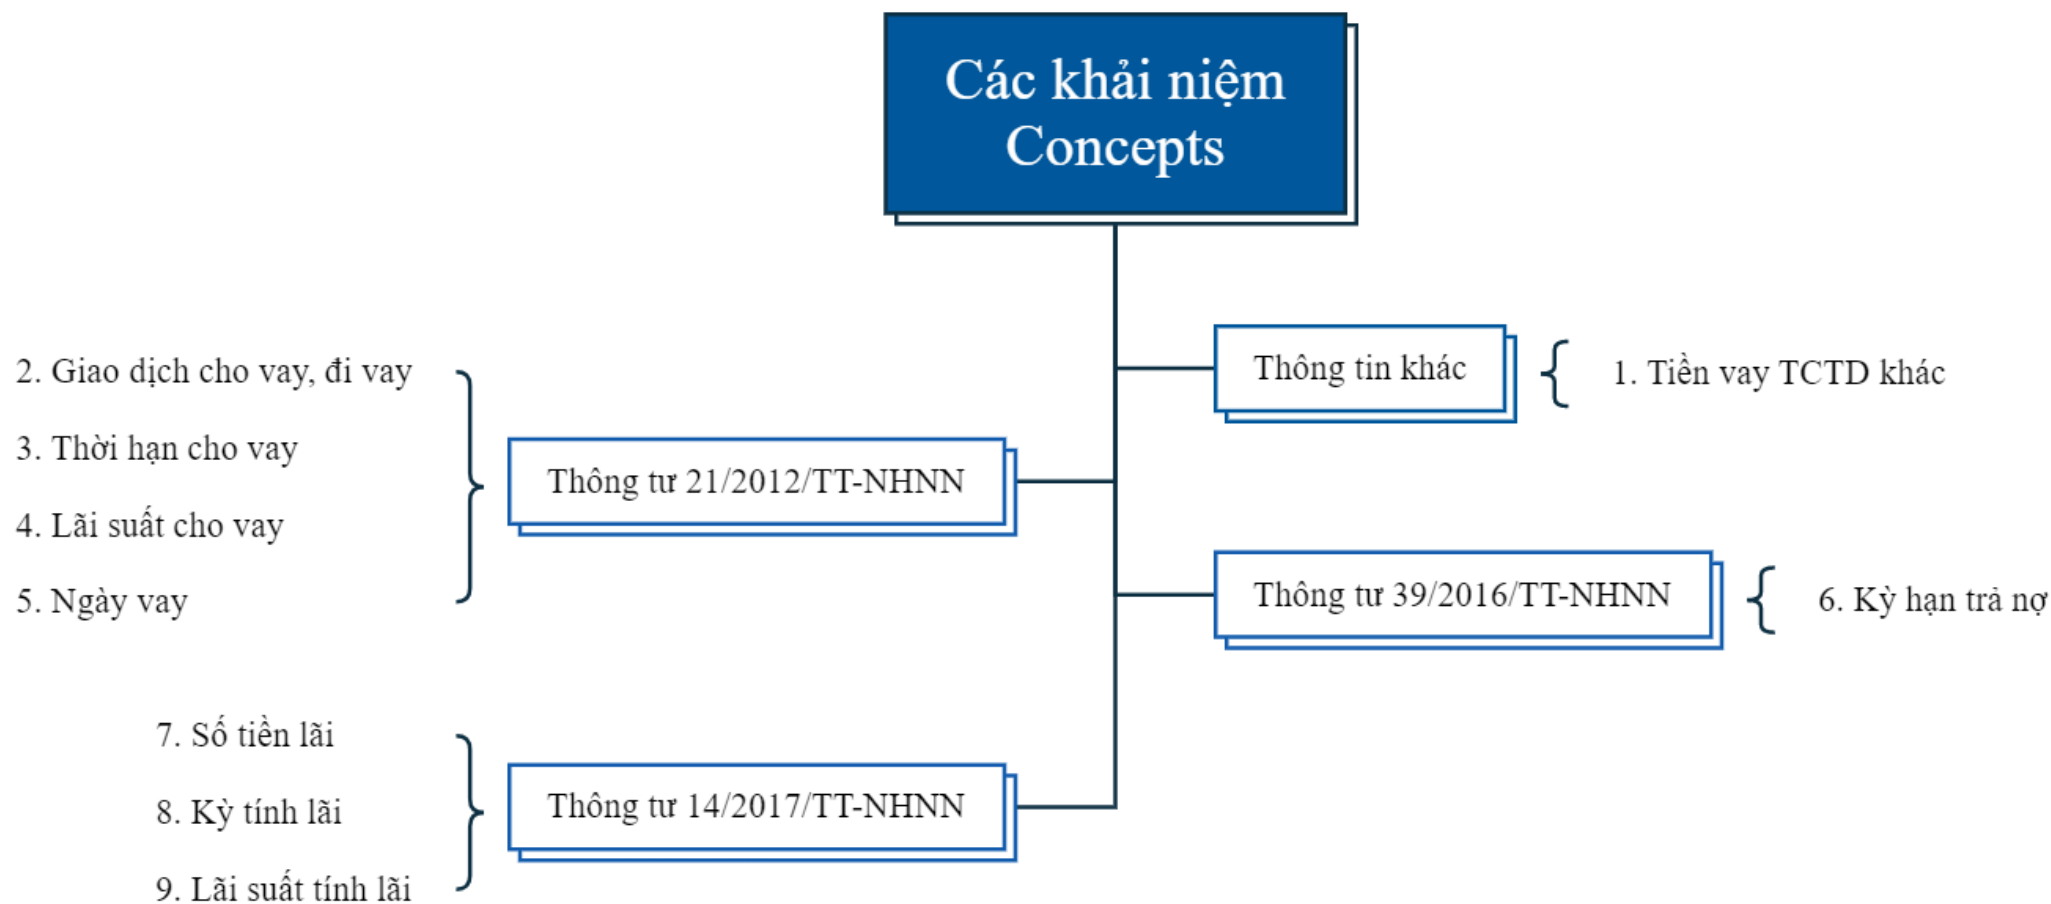 Các khải niệm
Concepts
Thông tin khác
1. Tiền vay TCTD khác
2. Giao dịch cho vay, đi vay
3. Thời hạn cho vay
4. Lãi suất cho vay
5. Ngày vay
Thông tư 21/2012/TT-NHNN
Thông tư 39/2016/TT-NHNN
6. Kỳ hạn trả nợ
7. Số tiền lãi
8. Kỳ tính lãi
9. Lãi suất tính lãi
Thông tư 14/2017/TT-NHNN